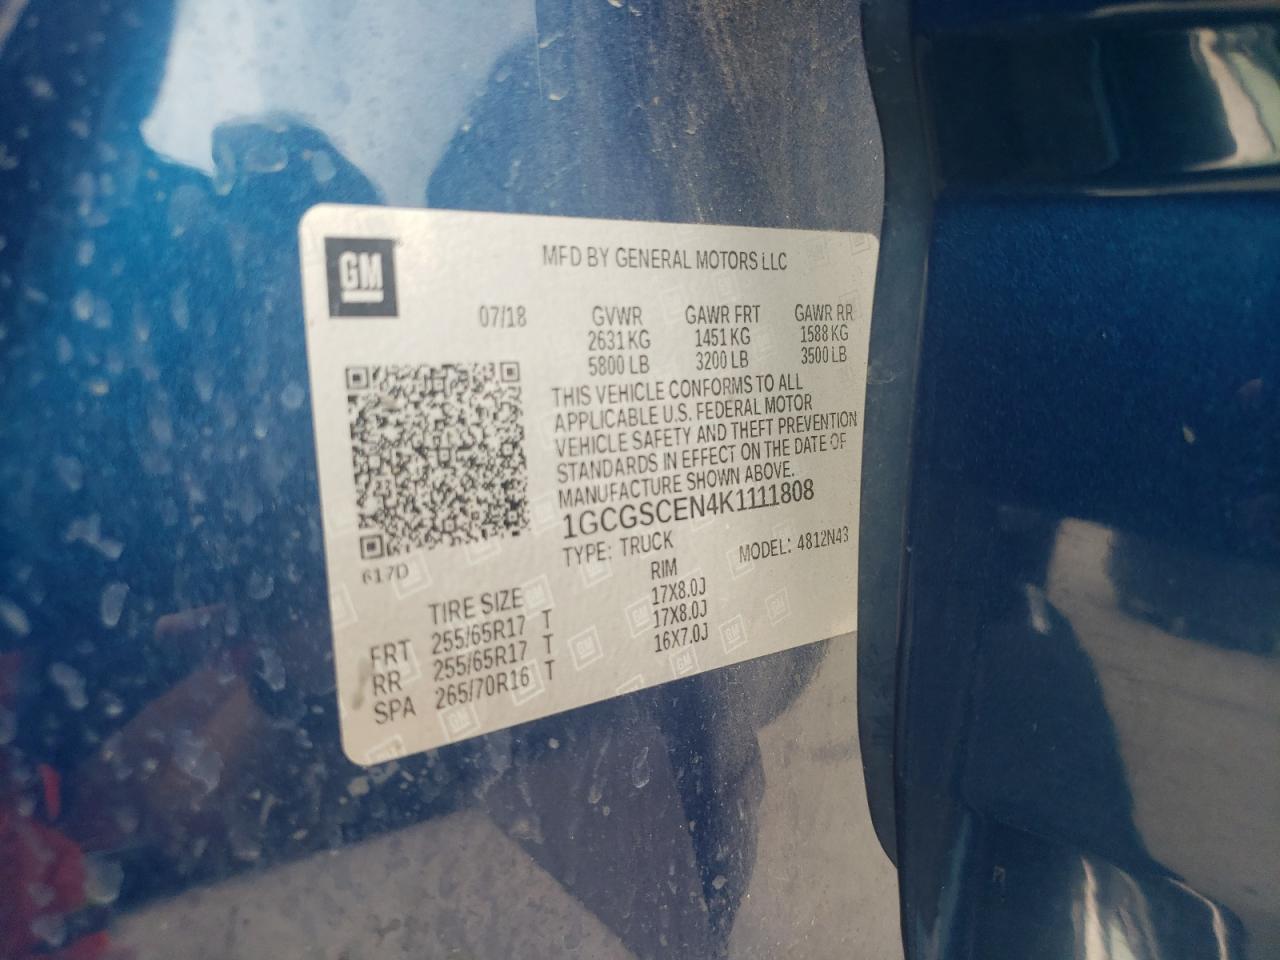 GM
MFD BY GENERAL MOTORS LLC
07/18
GVWR GAWR FRT GAWR RR
2631 KG 1451 KG 1588 KG
5800 LB 3200 LB 3500 LB
THIS VEHICLE CONFORMS TO ALL
APPLICABLE U.S. FEDERAL MOTOR
VEHICLE SAFETY AND THEFT PREVENTION
STANDARDS IN EFFECT ON THE DATE OF
MANUFACTURE SHOWN ABOVE.
1GCGSCEN4K1111808
TYPE: TRUCK MODEL: 4812N43
617D
TIRE SIZE RIM
FRT 255/65R17 T 17X8.0J
RR 255/65R17 T 17X8.0J
SPA 265/70R16 T 16X7.0J